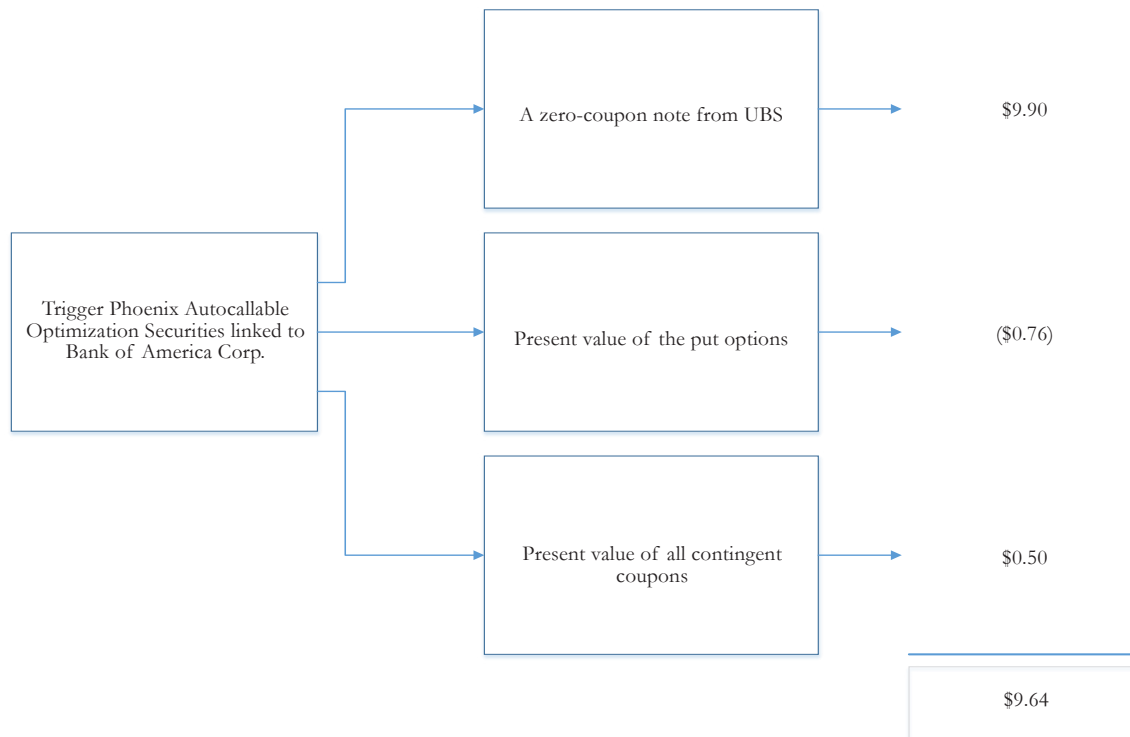 A zero-coupon note from UBS
$9.90
Trigger Phoenix Autocallable
Optimization Securities linked to
Bank of America Corp.
Present value of the put options
($0.76)
Present value of all contingent
coupons
$0.50
$9.64